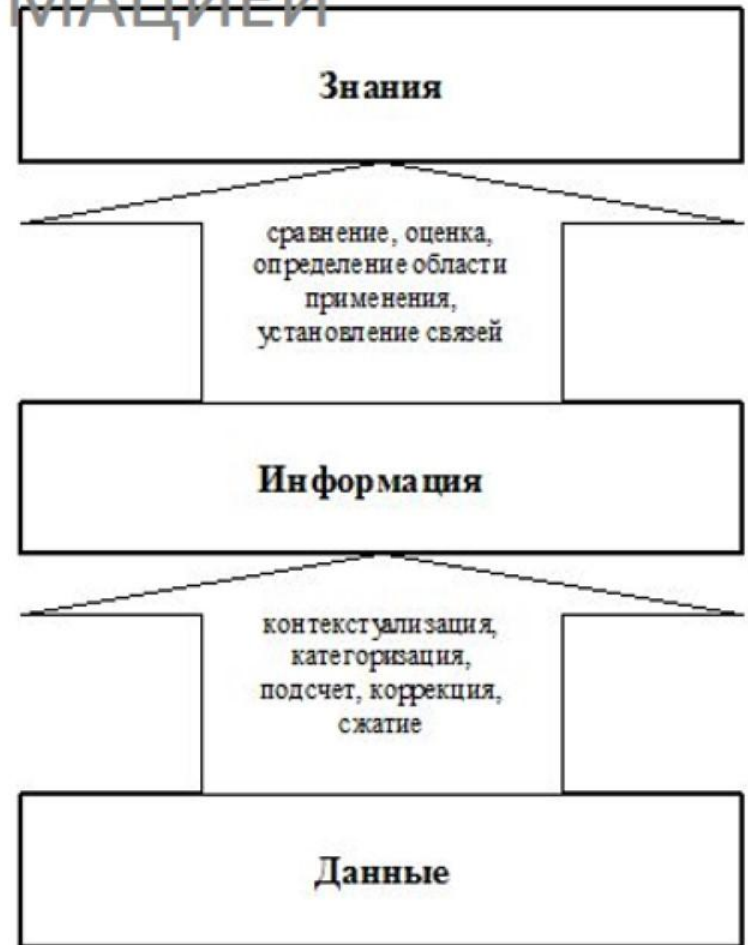 МАЦИЕЙ
Знания
сравнение, оценка,
определение области
применения,
установление связей
Информация
контекстуализация,
категоризация,
подсчет, коррекция,
сжатие
Данные